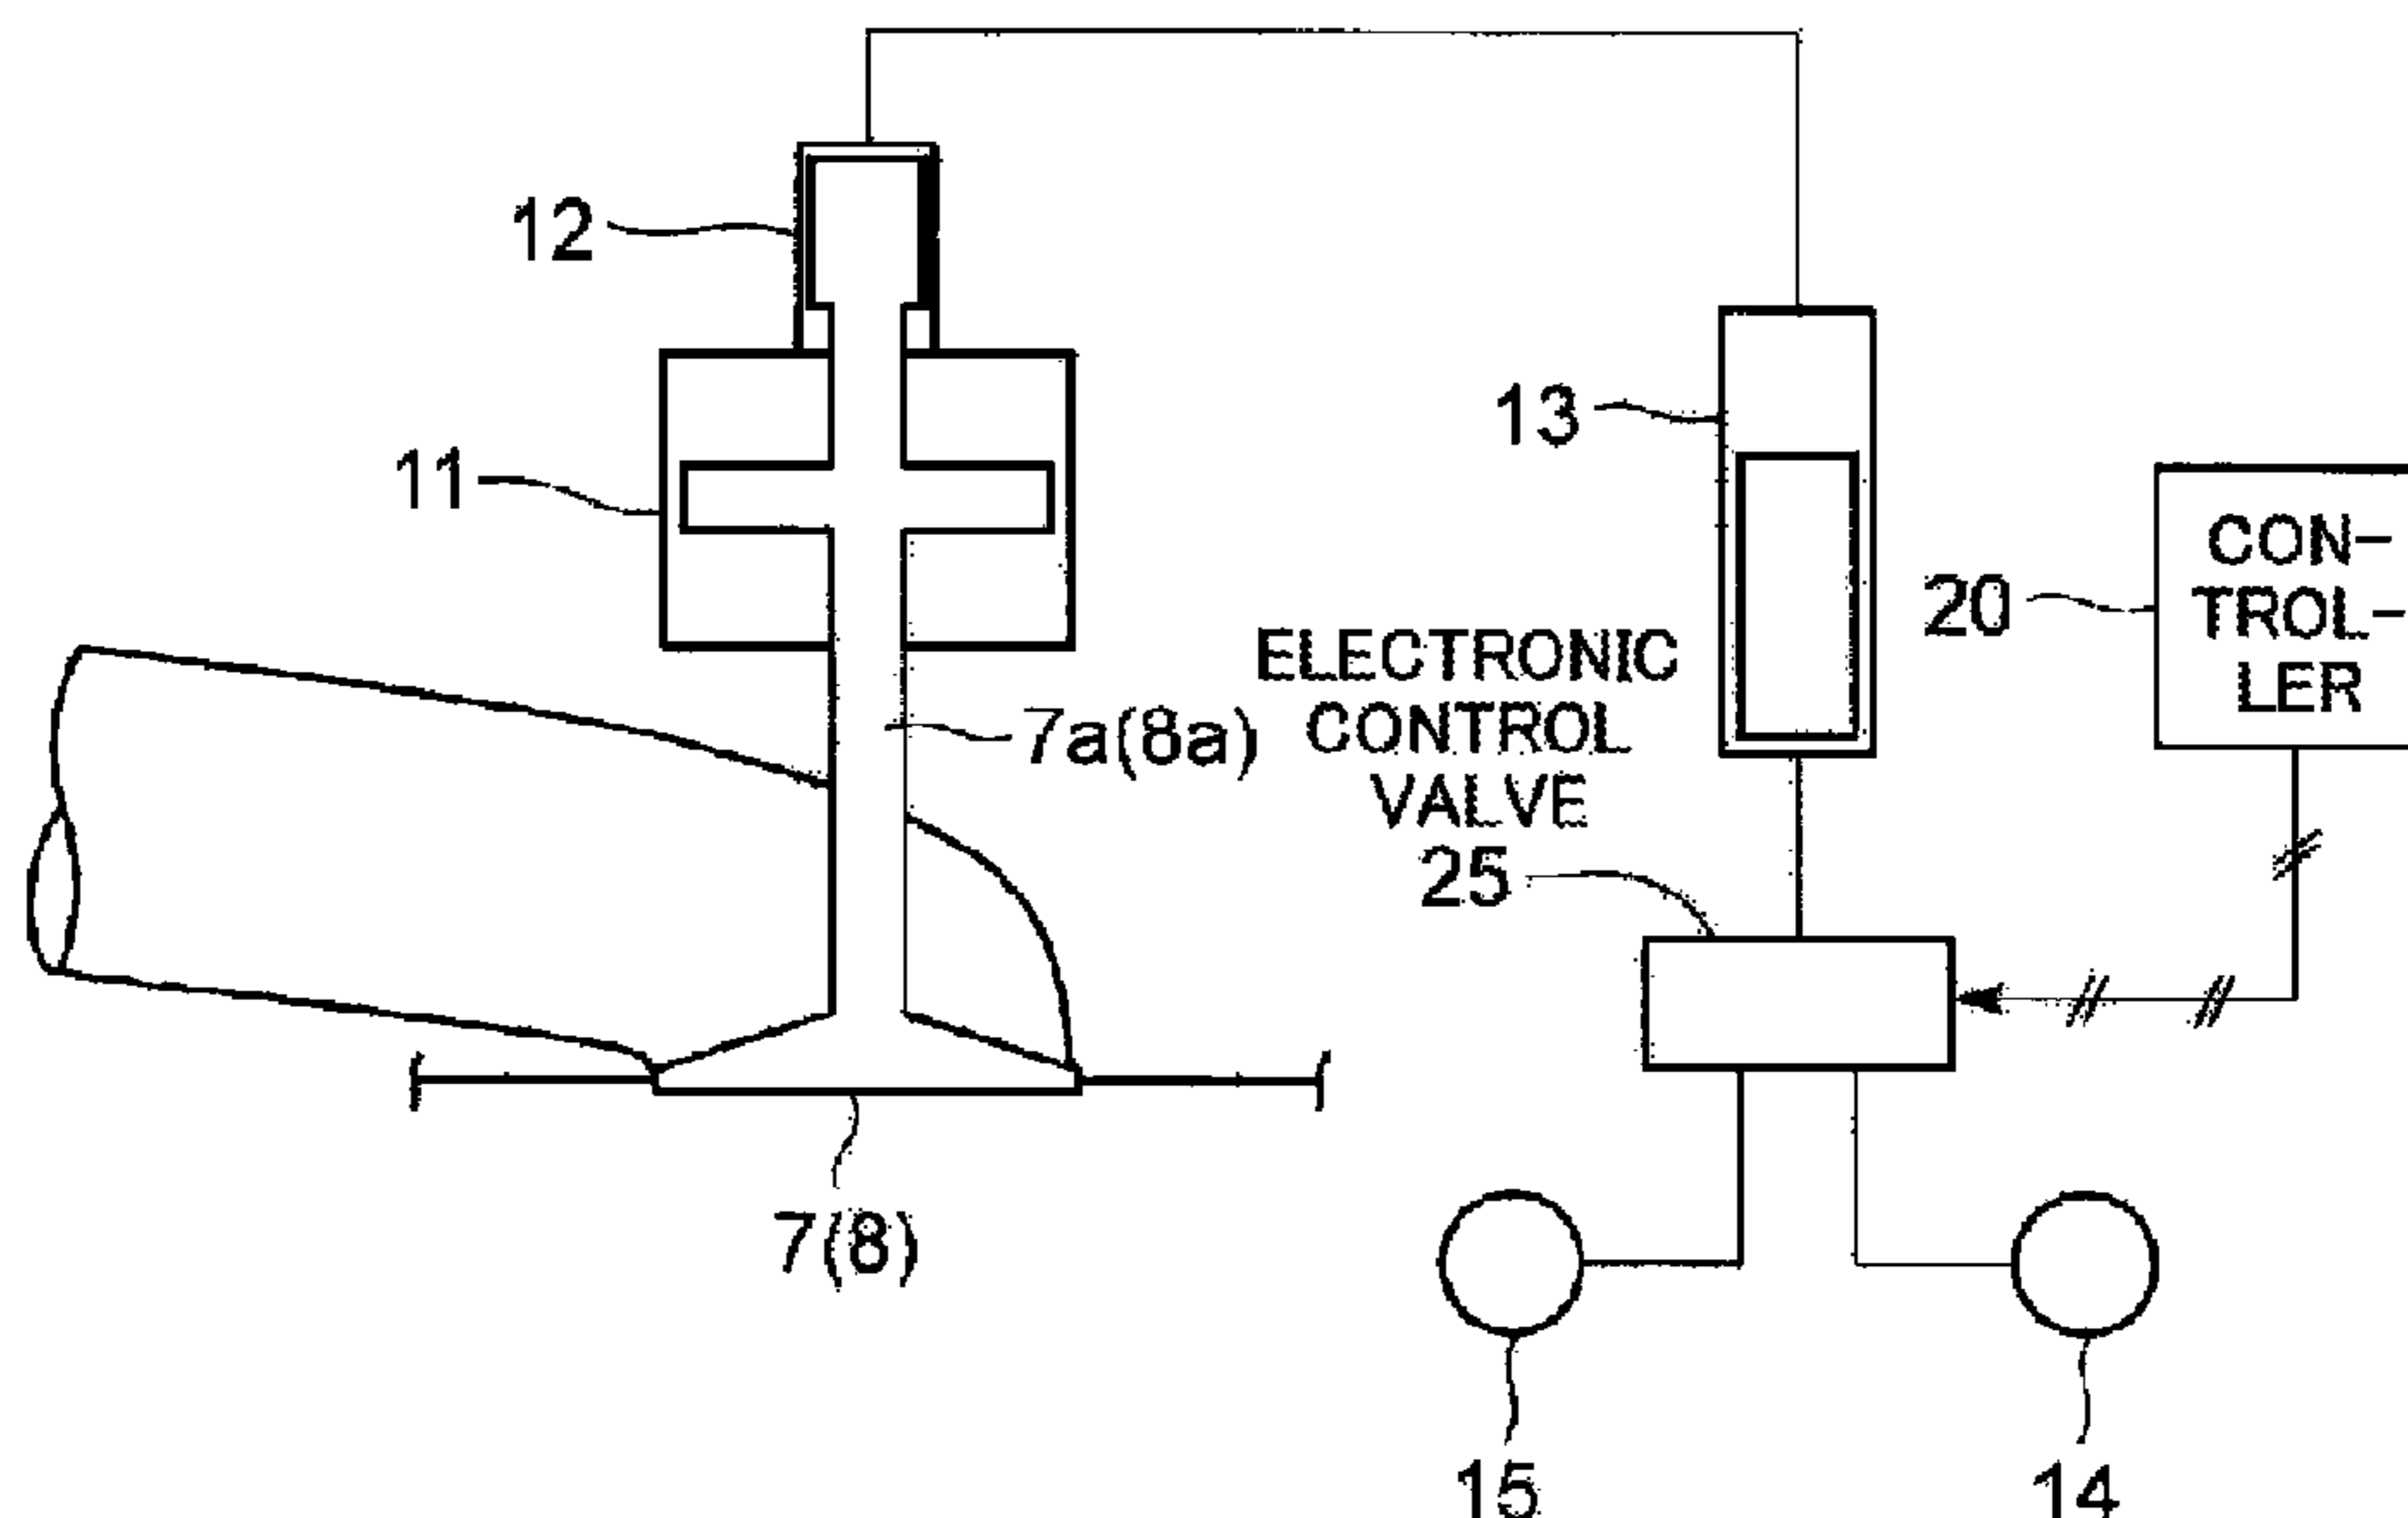 12
13
11
CON-
TROL-
LER
20
ELECTRONIC
CONTROL
VALVE
25
7a(8a)
7(8)
15
14